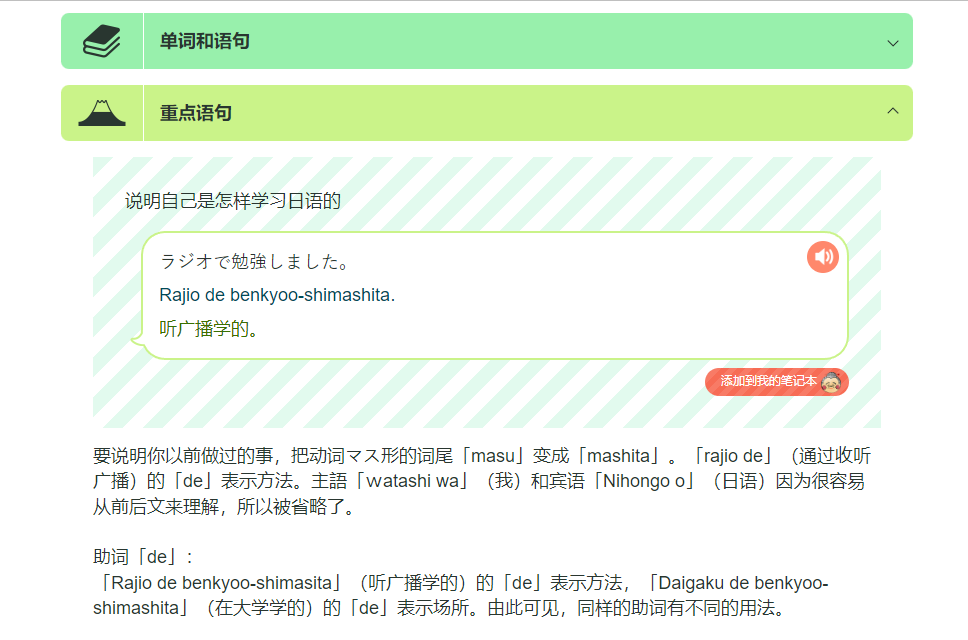 单词和语句
重点语句
说明自己是怎样学习日语的
ラジオで勉強しました。
Rajio de benkyoo-shimashita.
听广播学的。
添加到我的笔记本
要说明你以前做过的事，把动词マス形的词尾「masu」变成「mashita」。「rajio de」（通过收听
广播）的「de」表示方法。主語「watashi wa」（我）和宾语「Nihongo o」（日语）因为很容易
从前后文来理解，所以被省略了。
助词「de」：
「Rajio de benkyoo-shimasita」（听广播学的）的「de」表示方法，「Daigaku de benkyoo-
shimashita」（在大学学的）的「de」表示场所。由此可见，同样的助词有不同的用法。